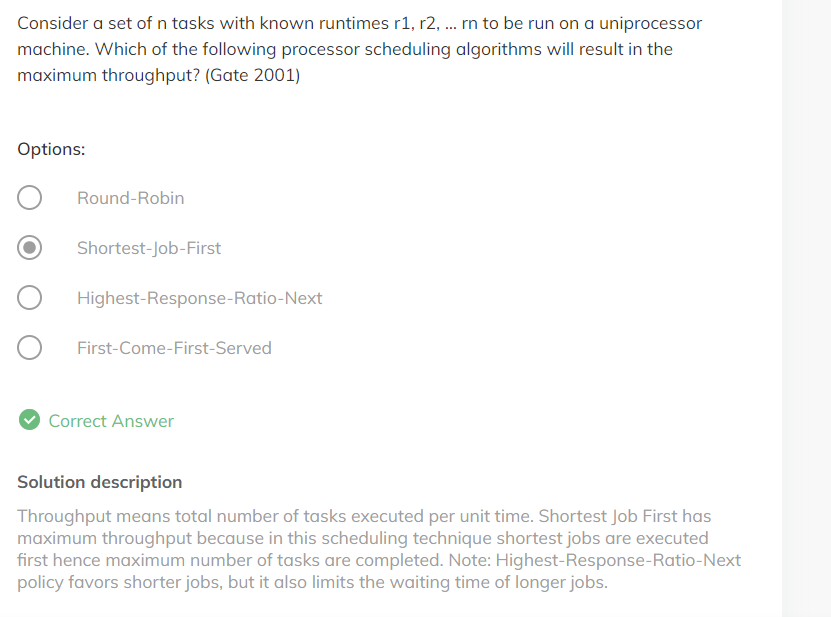 Consider a set of n tasks with known runtimes r1, r2, ... rn to be run on a uniprocessor
machine. Which of the following processor scheduling algorithms will result in the
maximum throughput? (Gate 2001)
Options:
Round-Robin
Shortest-Job-First
Highest-Response-Ratio-Next
First-Come-First-Served
Correct Answer
Solution description
Throughput means total number of tasks executed per unit time. Shortest Job First has
maximum throughput because in this scheduling technique shortest jobs are executed
first hence maximum number of tasks are completed. Note: Highest-Response-Ratio-Next
policy favors shorter jobs, but it also limits the waiting time of longer jobs.